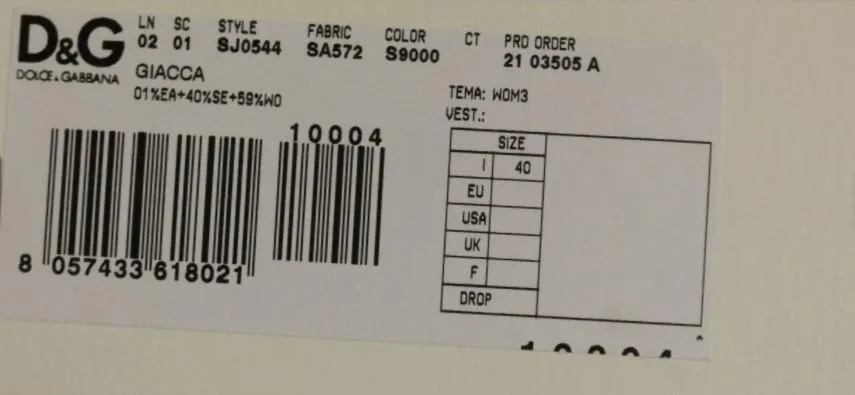 D&G
DOLCE & GABBANA
LN SC STYLE FABRIC COLOR CT PRD ORDER
02 01 SJ0544 SA572 S9000 21 03505 A
GIACCA
01%EA+40%SE+59%WO
TEMA: WOM3
VEST.:
10004
8 057433 618021
SIZE
I 40
EU
USA
UK
F
DROP
10004